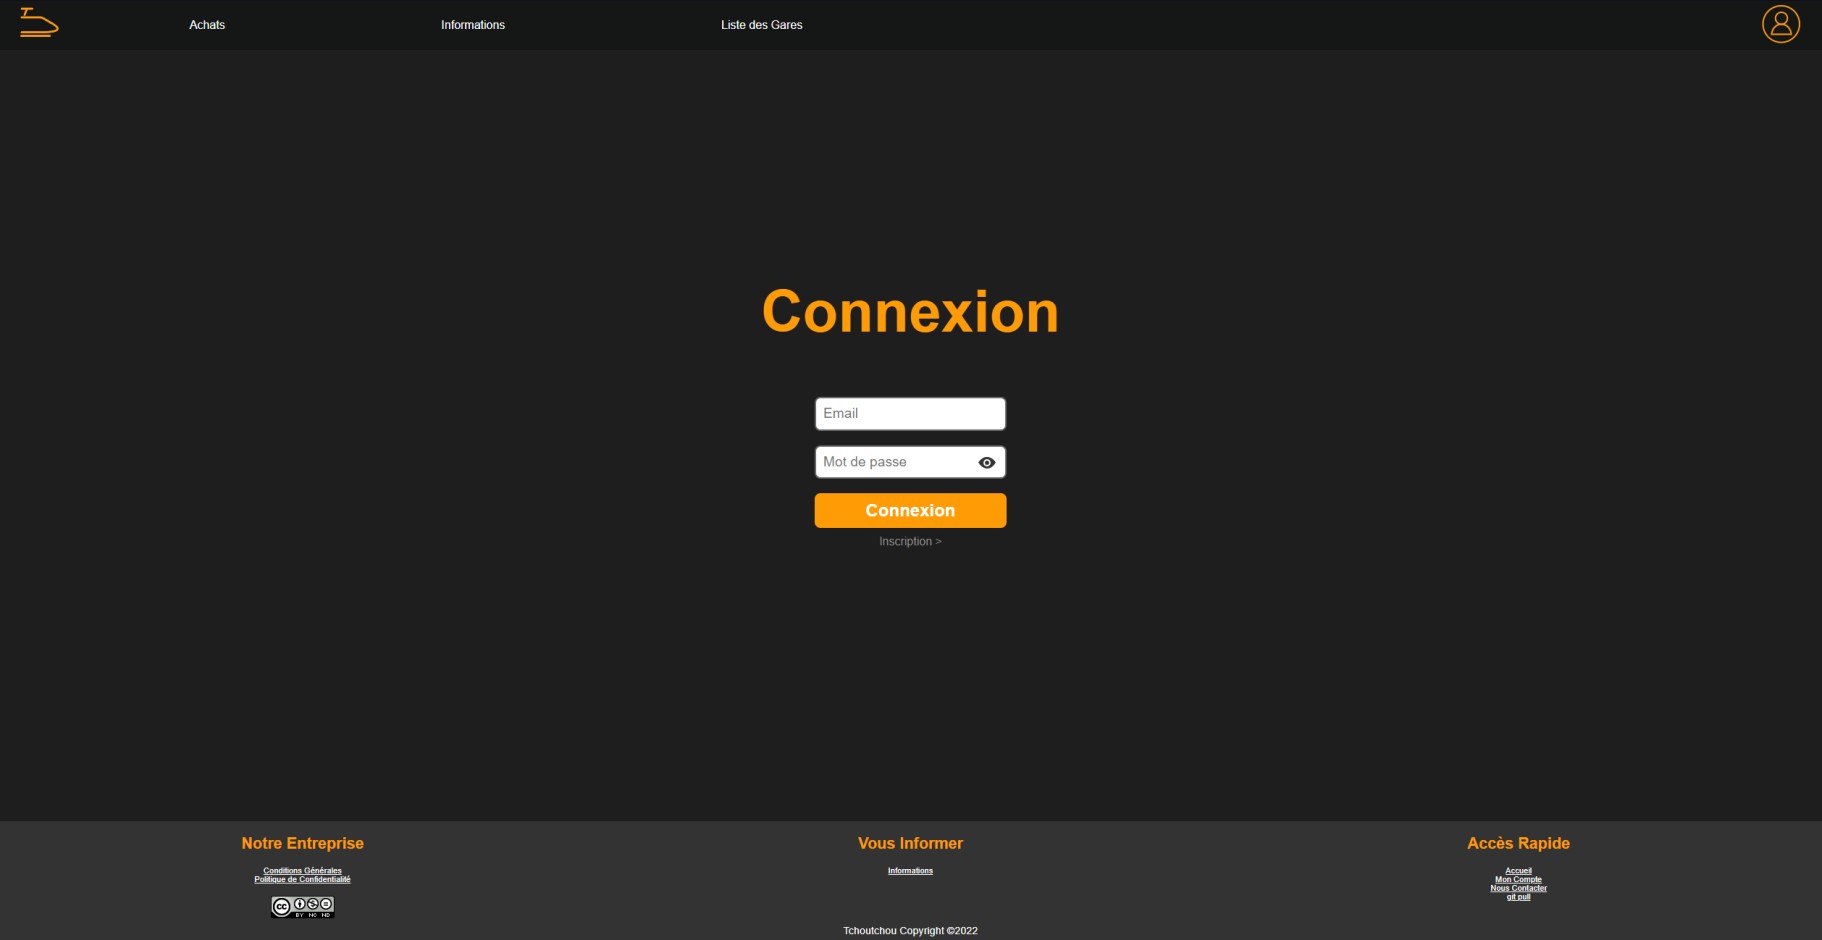 Achats
Informations
Liste des Gares
Connexion
Email
Mot de passe
Connexion
Inscription >
Notre Entreprise
Conditions Générales
Politique de Confidentialité
CC BY NC ND
Vous Informer
Informations
Accès Rapide
Accueil
Mon Compte
Nous Contacter
git pull
Tchoutchou Copyright ©2022